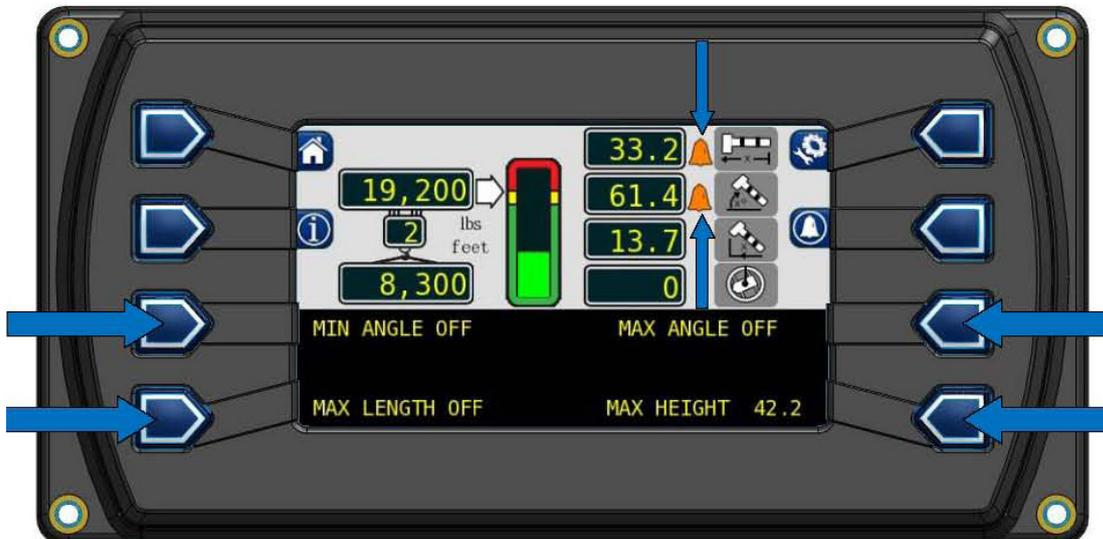 33.2
19,200
61.4
2
lbs
feet
13.7
8,300
0
MIN ANGLE OFF
MAX ANGLE OFF
MAX LENGTH OFF
MAX HEIGHT 42.2